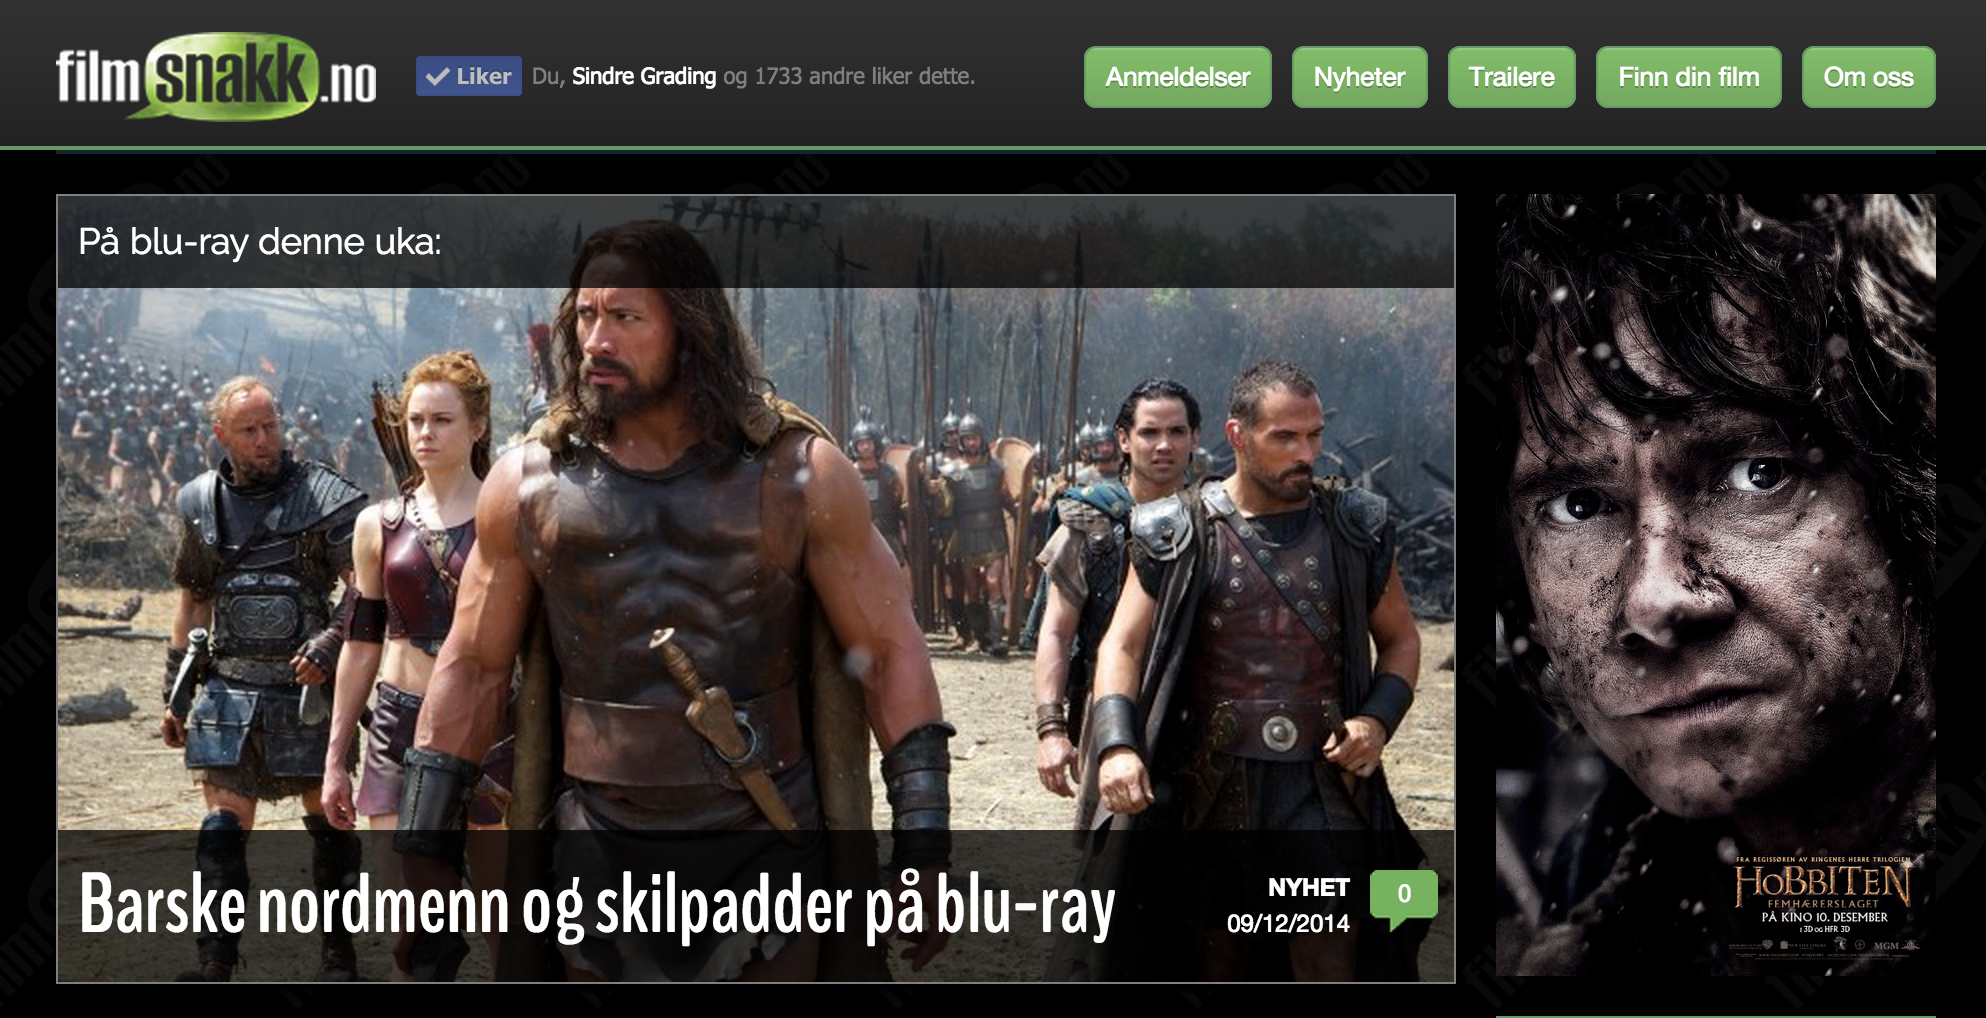 filmsnakk.no
Liker Du, Sindre Grading og 1733 andre liker dette.
Anmeldelser Nyheter Trailere Finn din film Om oss
På blu-ray denne uka:
Barske nordmenn og skilpadder på blu-ray
NYHET
09/12/2014
0
FRA REGISSØREN AV RINGENES HERRE TRILOGIEN
HOBBITEN
FEMHÆRERSLAGET
PÅ KINO 10. DESEMBER
I 3D OG HFR 3D
MGM